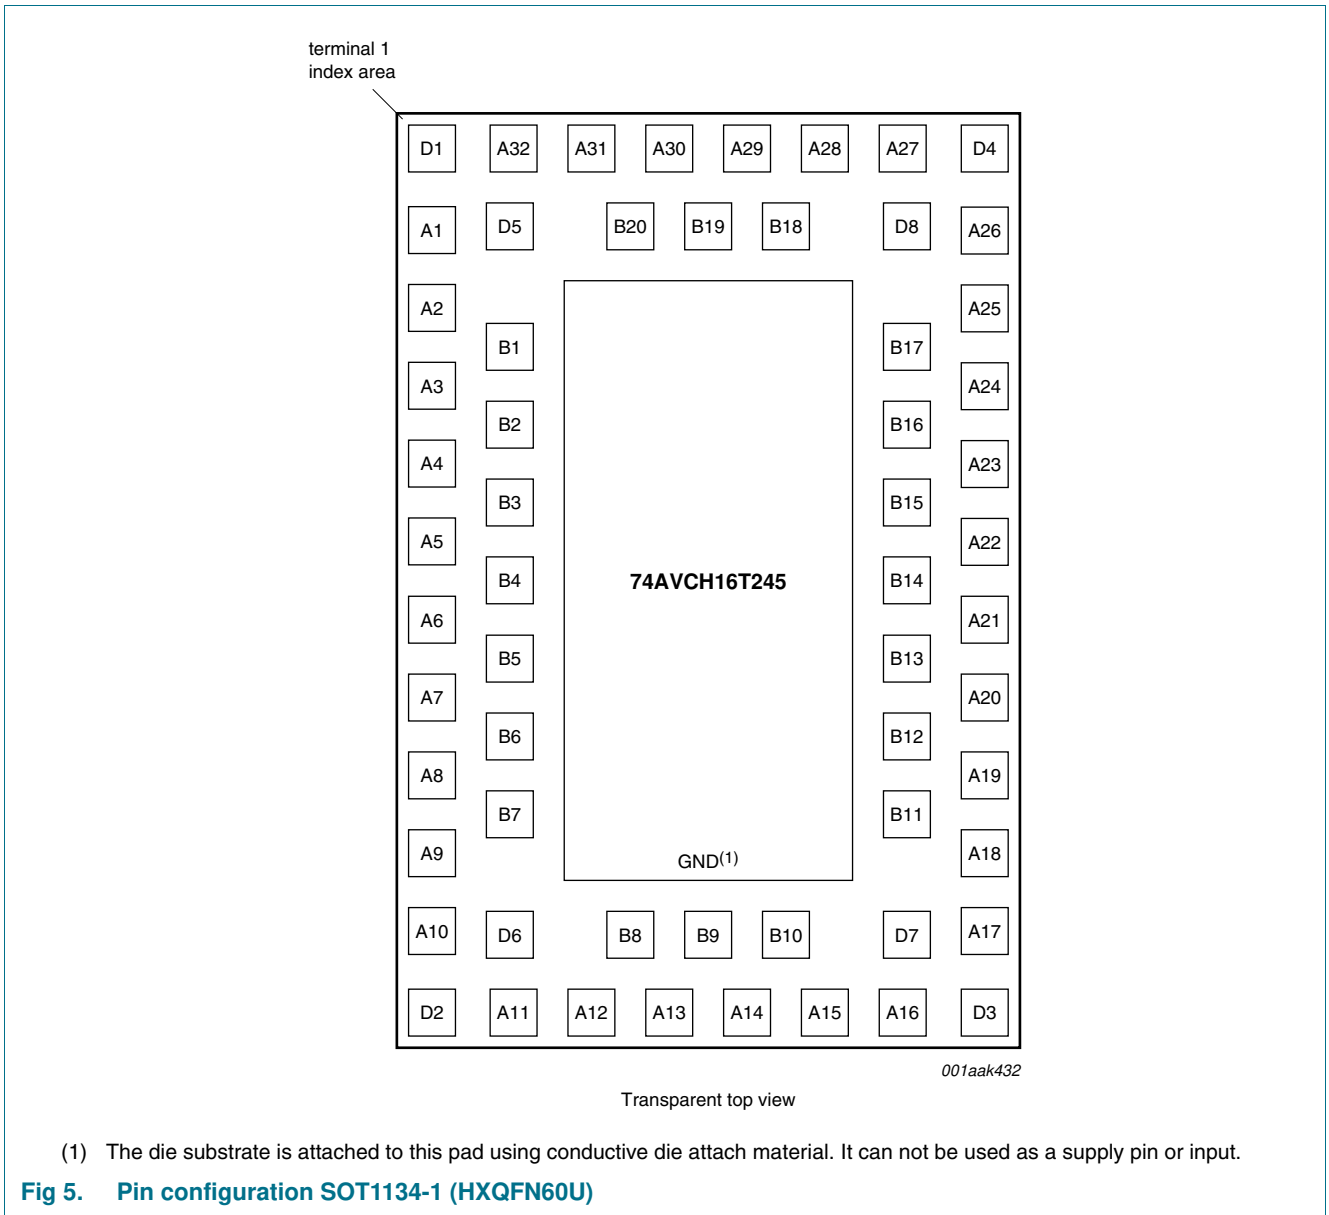 terminal 1
index area
D1 A32 A31 A30 A29 A28 A27 D4
A1 D5 B20 B19 B18 D8 A26
A2 A25
B1 B17
A3 A24
B2 B16
A4 A23
B3 B15
A5 A22
B4 74AVCH16T245 B14
A6 A21
B5 B13
A7 A20
B6 B12
A8 A19
B7 B11
A9 GND(1) A18
A10 D6 B8 B9 B10 D7 A17
D2 A11 A12 A13 A14 A15 A16 D3
001aak432
Transparent top view
(1) The die substrate is attached to this pad using conductive die attach material. It can not be used as a supply pin or input.
Fig 5. Pin configuration SOT1134-1 (HXQFN60U)